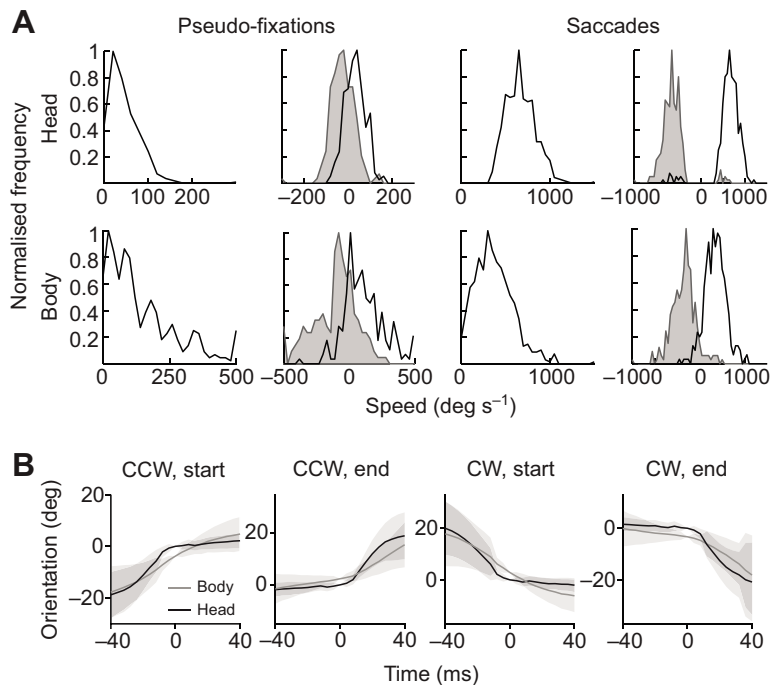 A
Pseudo-fixations
Saccades
Normalised frequency
Head
1
0.8
0.6
0.4
0.2
0 100 200
–200 0 200
0 1000
–1000 0 1000
Body
1
0.8
0.6
0.4
0.2
0 250 500
–500 0 500
0 1000
–1000 0 1000
Speed (deg s–1)
B
CCW, start
CCW, end
CW, start
CW, end
Orientation (deg)
20
0
–20
Body
Head
20
0
20
0
0
–20
–40 0 40
–40 0 40
–40 0 40
–40 0 40
Time (ms)